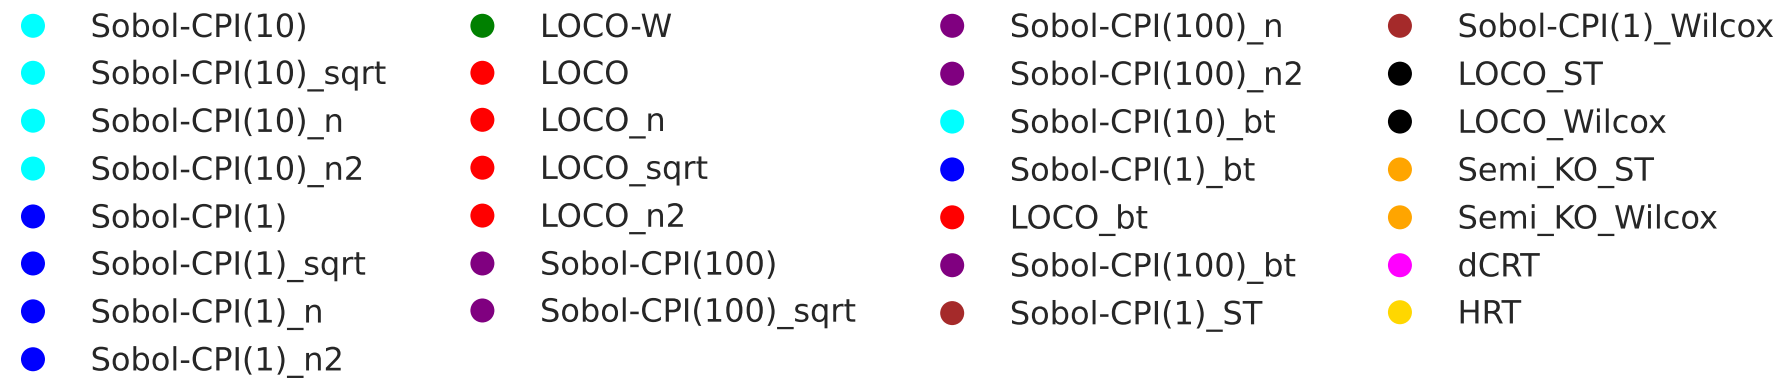 Sobol-CPI(10)
Sobol-CPI(10)_sqrt
Sobol-CPI(10)_n
Sobol-CPI(10)_n2
Sobol-CPI(1)
Sobol-CPI(1)_sqrt
Sobol-CPI(1)_n
Sobol-CPI(1)_n2
LOCO-W
LOCO
LOCO_n
LOCO_sqrt
LOCO_n2
Sobol-CPI(100)
Sobol-CPI(100)_sqrt
Sobol-CPI(100)_n
Sobol-CPI(100)_n2
Sobol-CPI(10)_bt
Sobol-CPI(1)_bt
LOCO_bt
Sobol-CPI(100)_bt
Sobol-CPI(1)_ST
Sobol-CPI(1)_Wilcox
LOCO_ST
LOCO_Wilcox
Semi_KO_ST
Semi_KO_Wilcox
dCRT
HRT